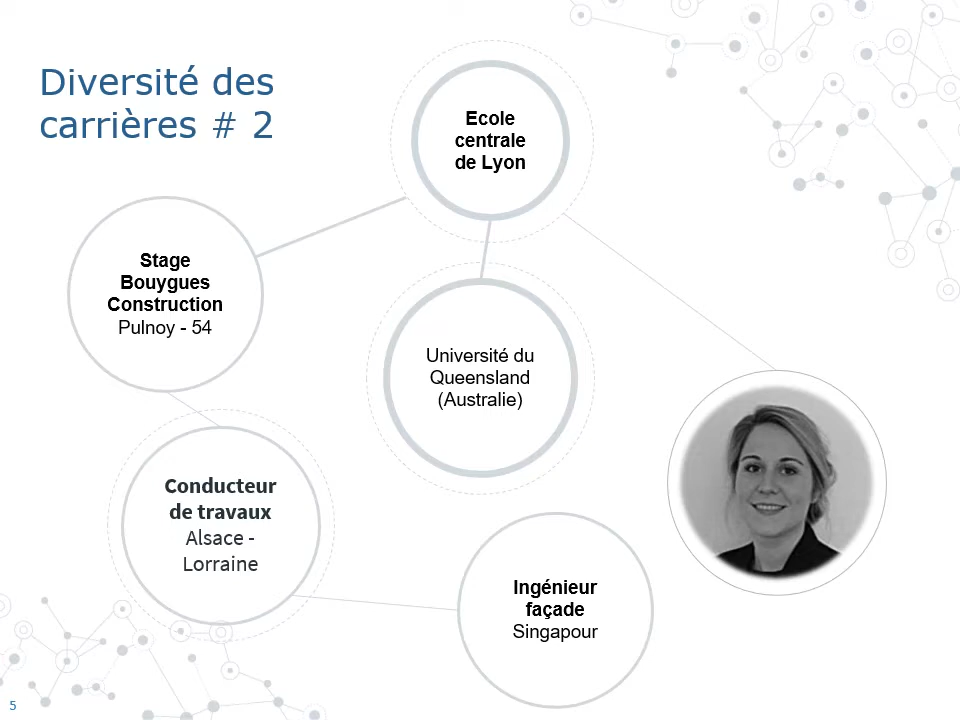 Diversité des
carrières # 2
Ecole
centrale
de Lyon
Stage
Bouygues
Construction
Pulnoy - 54
Université du
Queensland
(Australie)
Conducteur
de travaux
Alsace -
Lorraine
Ingénieur
façade
Singapour
5